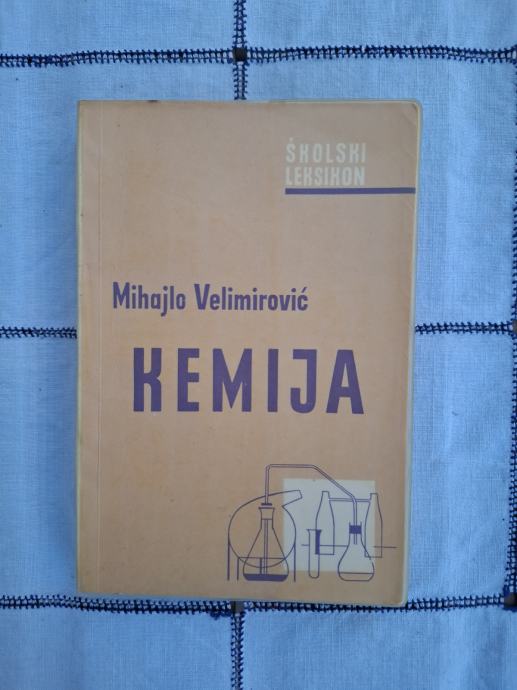 ŠKOLSKI
LEKSIKON
Mihajlo Velimirović
KEMIJA